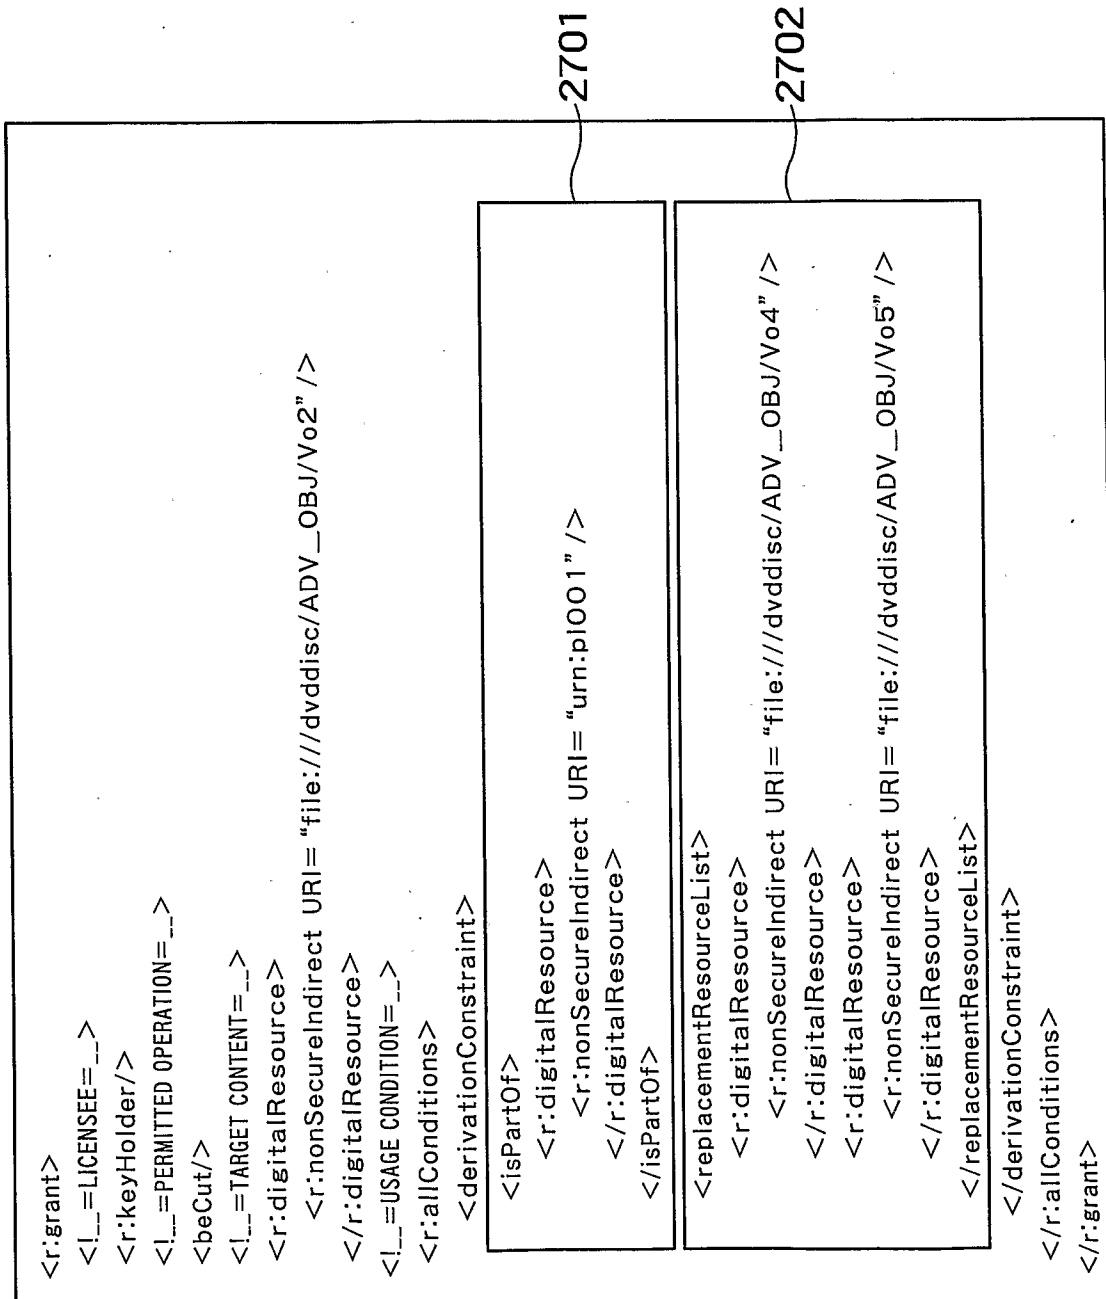 <r:grant>
<!__=LICENSEE=__>
<r:keyHolder/>
<!__=PERMITTED OPERATION=__>
<beCut/>
<!__=TARGET CONTENT=__>
<r:digitalResource>
<r:nonSecureIndirect URI="file:///dvddisc/ADV__OBJ/Vo2" />
</r:digitalResource>
<!__=USAGE CONDITION=__>
<r:allConditions>
<derivationConstraint>
<isPartOf>
<r:digitalResource>
<r:nonSecureIndirect URI="urn:pl001" />
</r:digitalResource>
</isPartOf>
2701
<replacementResourceList>
<r:digitalResource>
<r:nonSecureIndirect URI="file:///dvddisc/ADV__OBJ/Vo4" />
</r:digitalResource>
<r:digitalResource>
<r:nonSecureIndirect URI="file:///dvddisc/ADV__OBJ/Vo5" />
</r:digitalResource>
</replacementResourceList>
2702
</derivationConstraint>
</r:allConditions>
</r:grant>